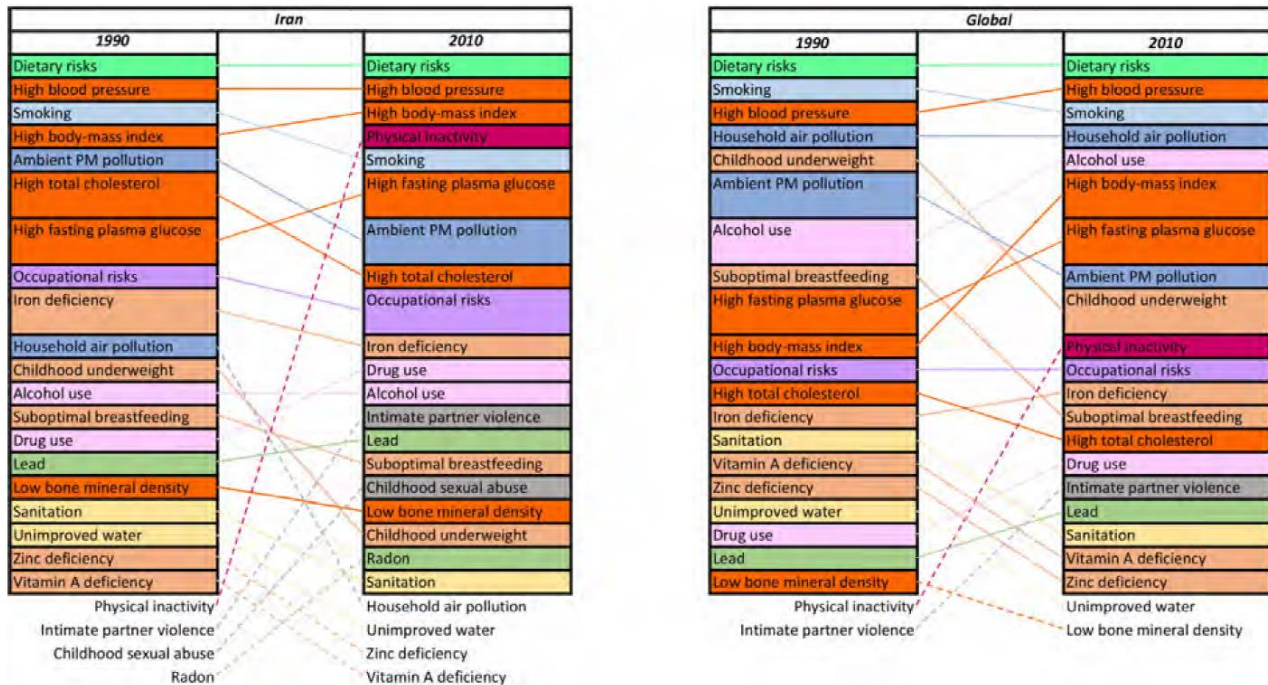 Iran
1990
2010
Dietary risks
High blood pressure
Smoking
High body-mass index
Ambient PM pollution
High total cholesterol
High fasting plasma glucose
Occupational risks
Iron deficiency
Household air pollution
Childhood underweight
Alcohol use
Suboptimal breastfeeding
Drug use
Lead
Low bone mineral density
Sanitation
Unimproved water
Zinc deficiency
Vitamin A deficiency
Physical inactivity
Intimate partner violence
Childhood sexual abuse
Radon
Dietary risks
High blood pressure
High body-mass index
Physical inactivity
Smoking
High fasting plasma glucose
Ambient PM pollution
High total cholesterol
Occupational risks
Iron deficiency
Drug use
Alcohol use
Intimate partner violence
Lead
Suboptimal breastfeeding
Childhood sexual abuse
Low bone mineral density
Childhood underweight
Radon
Sanitation
Household air pollution
Unimproved water
Zinc deficiency
Vitamin A deficiency
Global
1990
2010
Dietary risks
Smoking
High blood pressure
Household air pollution
Childhood underweight
Ambient PM pollution
Alcohol use
Suboptimal breastfeeding
High fasting plasma glucose
High body-mass index
Occupational risks
High total cholesterol
Iron deficiency
Sanitation
Vitamin A deficiency
Zinc deficiency
Unimproved water
Drug use
Lead
Low bone mineral density
Physical inactivity
Intimate partner violence
Dietary risks
High blood pressure
Smoking
Household air pollution
Alcohol use
High body-mass index
High fasting plasma glucose
Ambient PM pollution
Childhood underweight
Physical inactivity
Occupational risks
Iron deficiency
Suboptimal breastfeeding
High total cholesterol
Drug use
Intimate partner violence
Lead
Sanitation
Vitamin A deficiency
Zinc deficiency
Unimproved water
Low bone mineral density